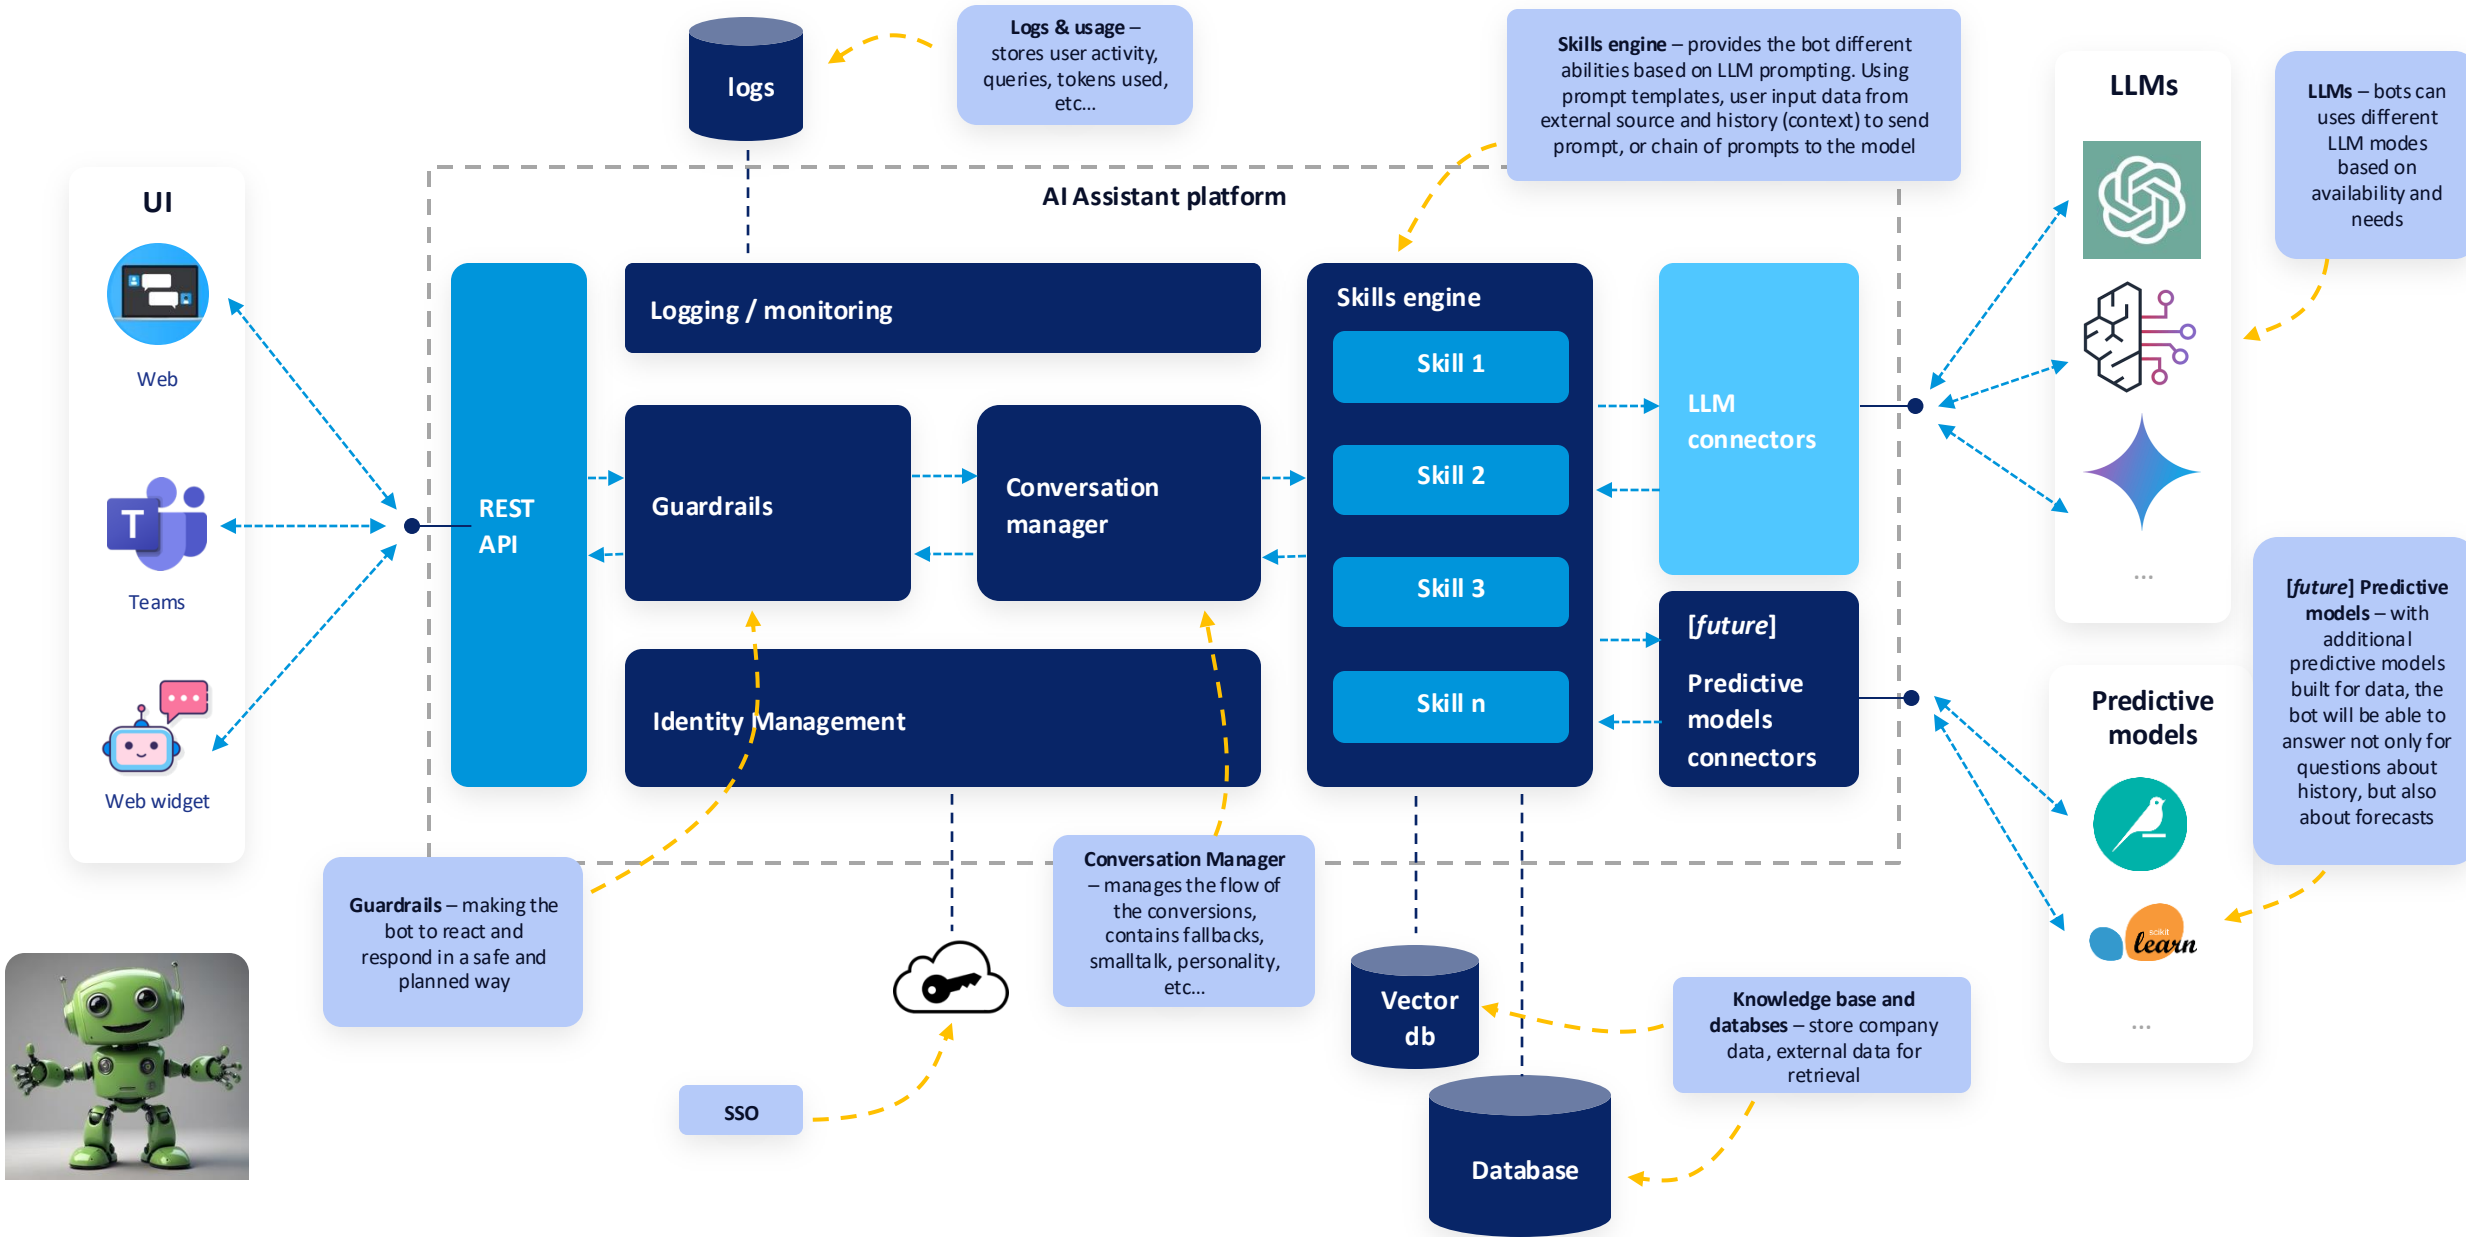 logs
Logs & usage –
stores user activity,
queries, tokens used,
etc...
Skills engine – provides the bot different
abilities based on LLM prompting. Using
prompt templates, user input data from
external source and history (context) to send
prompt, or chain of prompts to the model
LLMs
LLMs – bots can
uses different
LLM modes
based on
availability and
needs
UI
Web
T
Teams
Web widget
AI Assistant platform
REST
API
Logging / monitoring
Guardrails
Conversation
manager
Identity Management
Skills engine
Skill 1
Skill 2
Skill 3
Skill n
LLM
connectors
[future]
Predictive
models
connectors
...
[future] Predictive
models – with
additional
predictive models
built for data, the
bot will be able to
answer not only for
questions about
history, but also
about forecasts
Predictive
models
scikit
learn
...
Guardrails – making the
bot to react and
respond in a safe and
planned way
Conversation Manager
– manages the flow of
the conversions,
contains fallbacks,
smalltalk, personality,
etc...
SSO
Vector
db
Database
Knowledge base and
databses – store company
data, external data for
retrieval